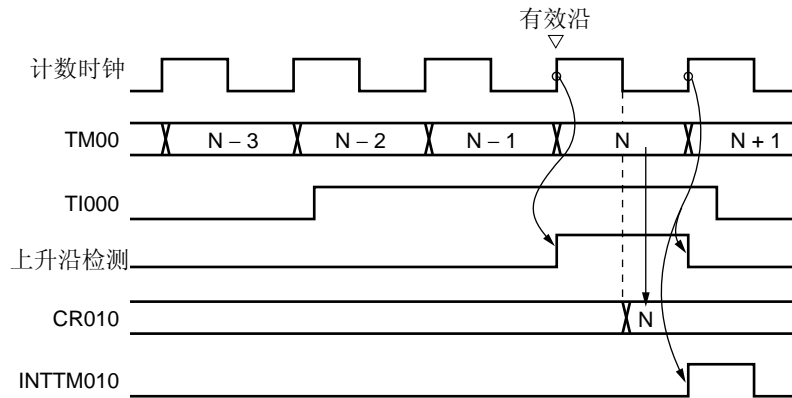 有效沿
计数时钟
TM00 N − 3 N − 2 N − 1 N N + 1
TI000
上升沿检测
CR010 N
INTTM010